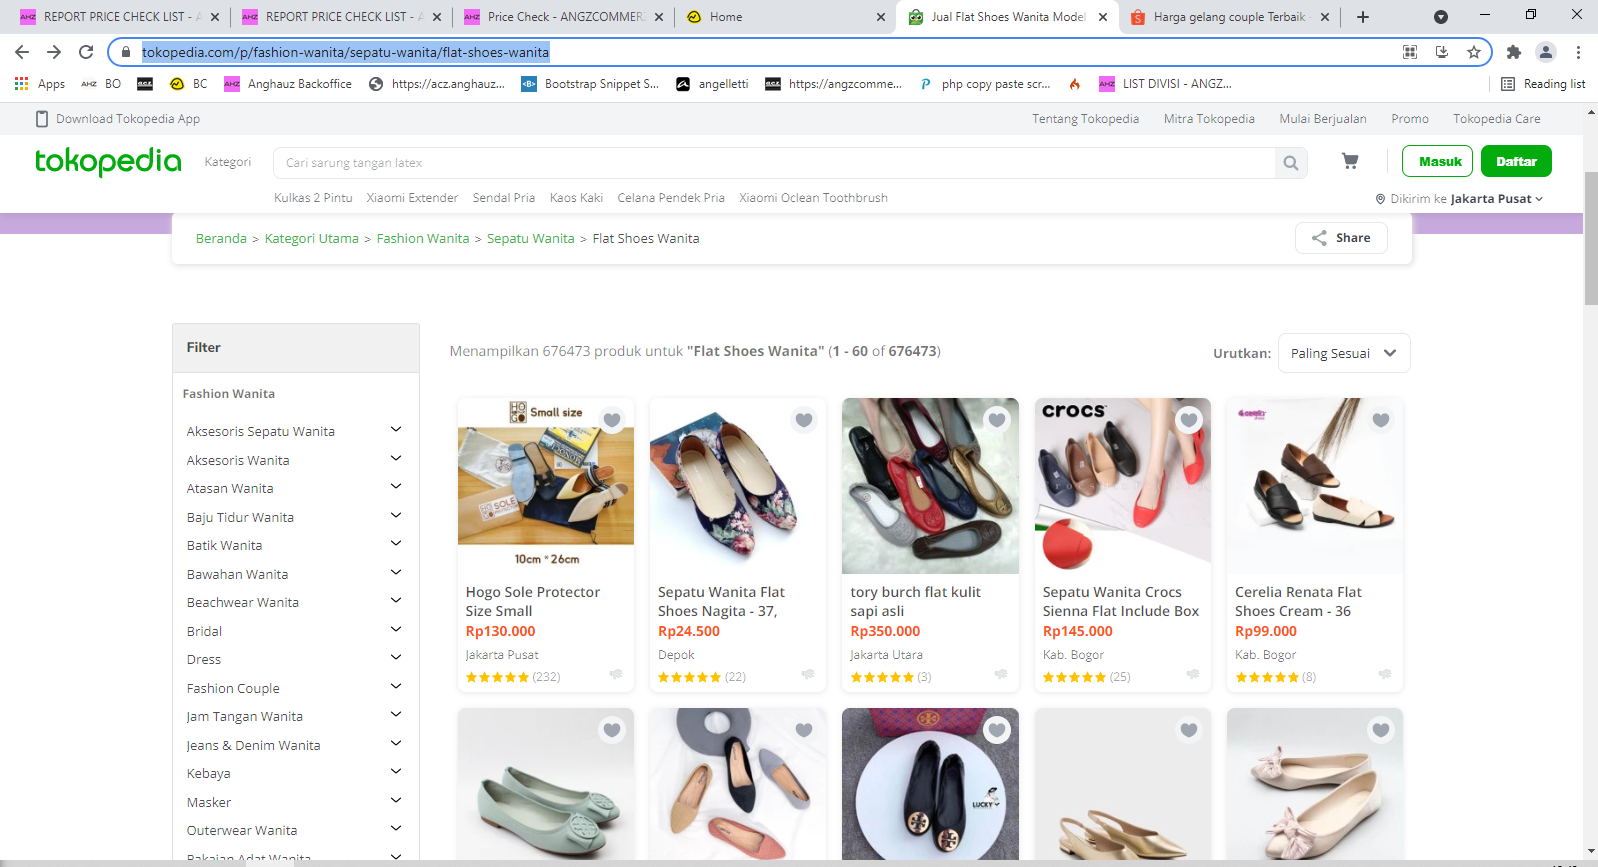 REPORT PRICE CHECK LIST - A
REPORT PRICE CHECK LIST - A
Price Check - ANGZCOMMER
Home
Jual Flat Shoes Wanita Model
Harga gelang couple Terbaik
tokopedia.com/p/fashion-wanita/sepatu-wanita/flat-shoes-wanita
Apps
BO
BC
Anghauz Backoffice
https://acz.anghauz...
Bootstrap Snippet S...
angelletti
https://angzcomme...
php copy paste scr...
LIST DIVISI - ANGZ...
Reading list
Download Tokopedia App
Tentang Tokopedia
Mitra Tokopedia
Mulai Berjualan
Promo
Tokopedia Care
tokopedia
Kategori
Cari sarung tangan latex
Masuk
Daftar
Kulkas 2 Pintu
Xiaomi Extender
Sendal Pria
Kaos Kaki
Celana Pendek Pria
Xiaomi Oclean Toothbrush
Dikirim ke Jakarta Pusat
Beranda > Kategori Utama > Fashion Wanita > Sepatu Wanita > Flat Shoes Wanita
Share
Filter
Menampilkan 676473 produk untuk "Flat Shoes Wanita" (1 - 60 of 676473)
Urutkan:
Paling Sesuai
Fashion Wanita
Aksesoris Sepatu Wanita
Aksesoris Wanita
Atasan Wanita
Baju Tidur Wanita
Batik Wanita
Bawahan Wanita
Beachwear Wanita
Bridal
Dress
Fashion Couple
Jam Tangan Wanita
Jeans & Denim Wanita
Kebaya
Masker
Outerwear Wanita
Pakaian Adat Wanita
HOGO
Small size
HOGO SOLE PROTECTOR
10cm * 26cm
Hogo Sole Protector
Size Small
Rp130.000
Jakarta Pusat
(232)
Sepatu Wanita Flat
Shoes Nagita - 37,
Rp24.500
Depok
(22)
tory burch flat kulit
sapi asli
Rp350.000
Jakarta Utara
(3)
crocs
Sepatu Wanita Crocs
Sienna Flat Include Box
Rp145.000
Kab. Bogor
(25)
cerelia
Cerelia Renata Flat
Shoes Cream - 36
Rp99.000
Kab. Bogor
(8)
LUCKY